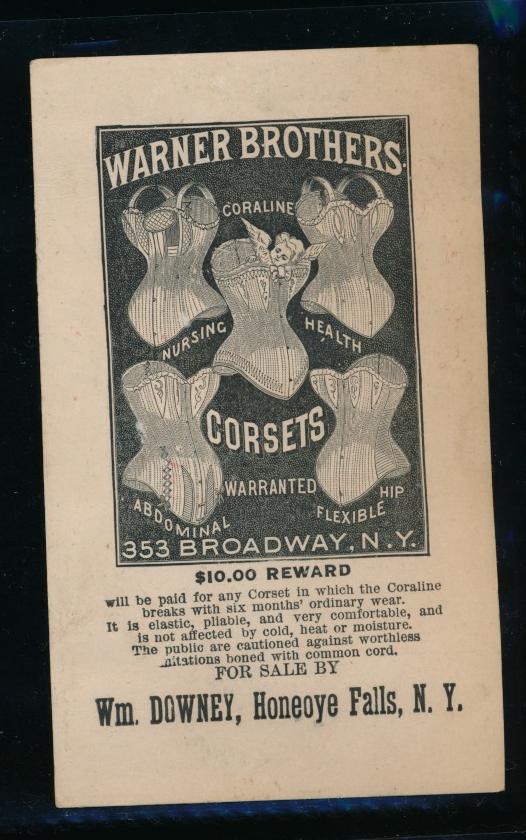 WARNER BROTHERS
CORALINE
NURSING
HEALTH
CORSETS
WARRANTED
ABDOMINAL
FLEXIBLE HIP
353 BROADWAY, N.Y.
$10.00 REWARD
will be paid for any Corset in which the Coraline
breaks with six months' ordinary wear.
It is elastic, pliable, and very comfortable, and
is not affected by cold, heat or moisture.
The public are cautioned against worthless
mitations boned with common cord.
FOR SALE BY
Wm. DOWNEY, Honeoye Falls, N. Y.